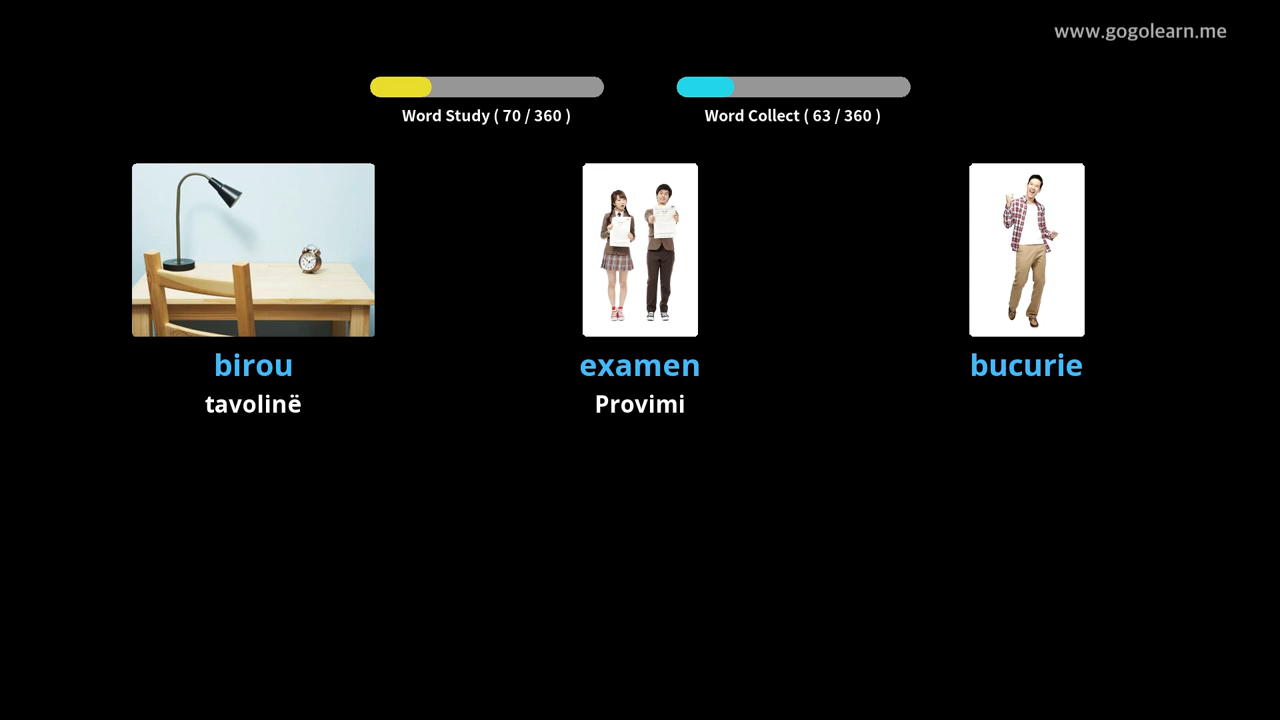 www.gogolearn.me
Word Study ( 70 / 360 )
Word Collect ( 63 / 360 )
birou
examen
bucurie
tavolinë
Provimi